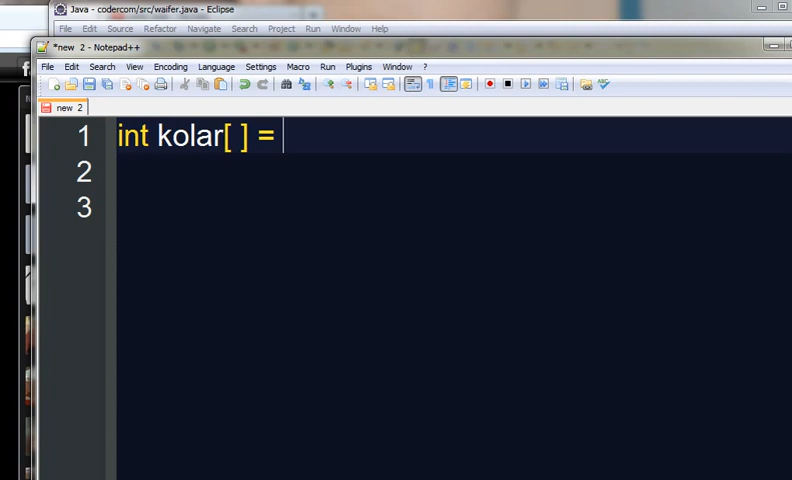 Java - codercom/src/waifer.java - Eclipse
File Edit Source Refactor Navigate Search Project Run Window Help
*new 2 - Notepad++
File Edit Search View Encoding Language Settings Macro Run Plugins Window ?
new 2
1 int kolar[ ] =
2
3